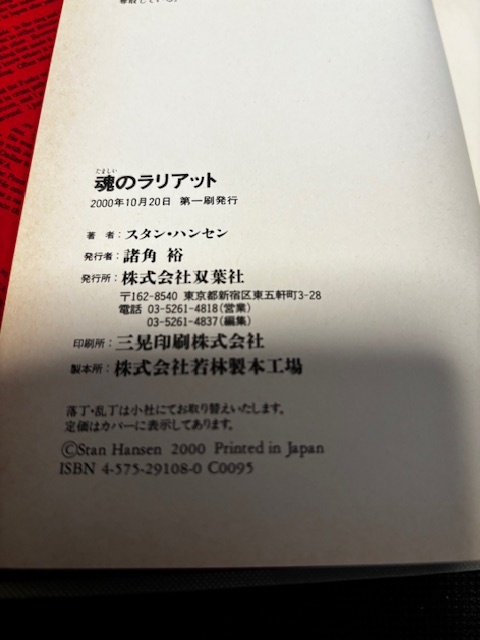 たましい
魂のラリアット
2000年10月20日 第一刷発行
著 者：スタン・ハンセン
発行者：諸角 裕
発行所：株式会社双葉社
〒162-8540 東京都新宿区東五軒町3-28
電話 03-5261-4818(営業)
03-5261-4837(編集)
印刷所：三晃印刷株式会社
製本所：株式会社若林製本工場
落丁・乱丁は小社にてお取り替えいたします。
定価はカバーに表示してあります。
©Stan Hansen 2000 Printed in Japan
ISBN 4-575-29108-0 C0095